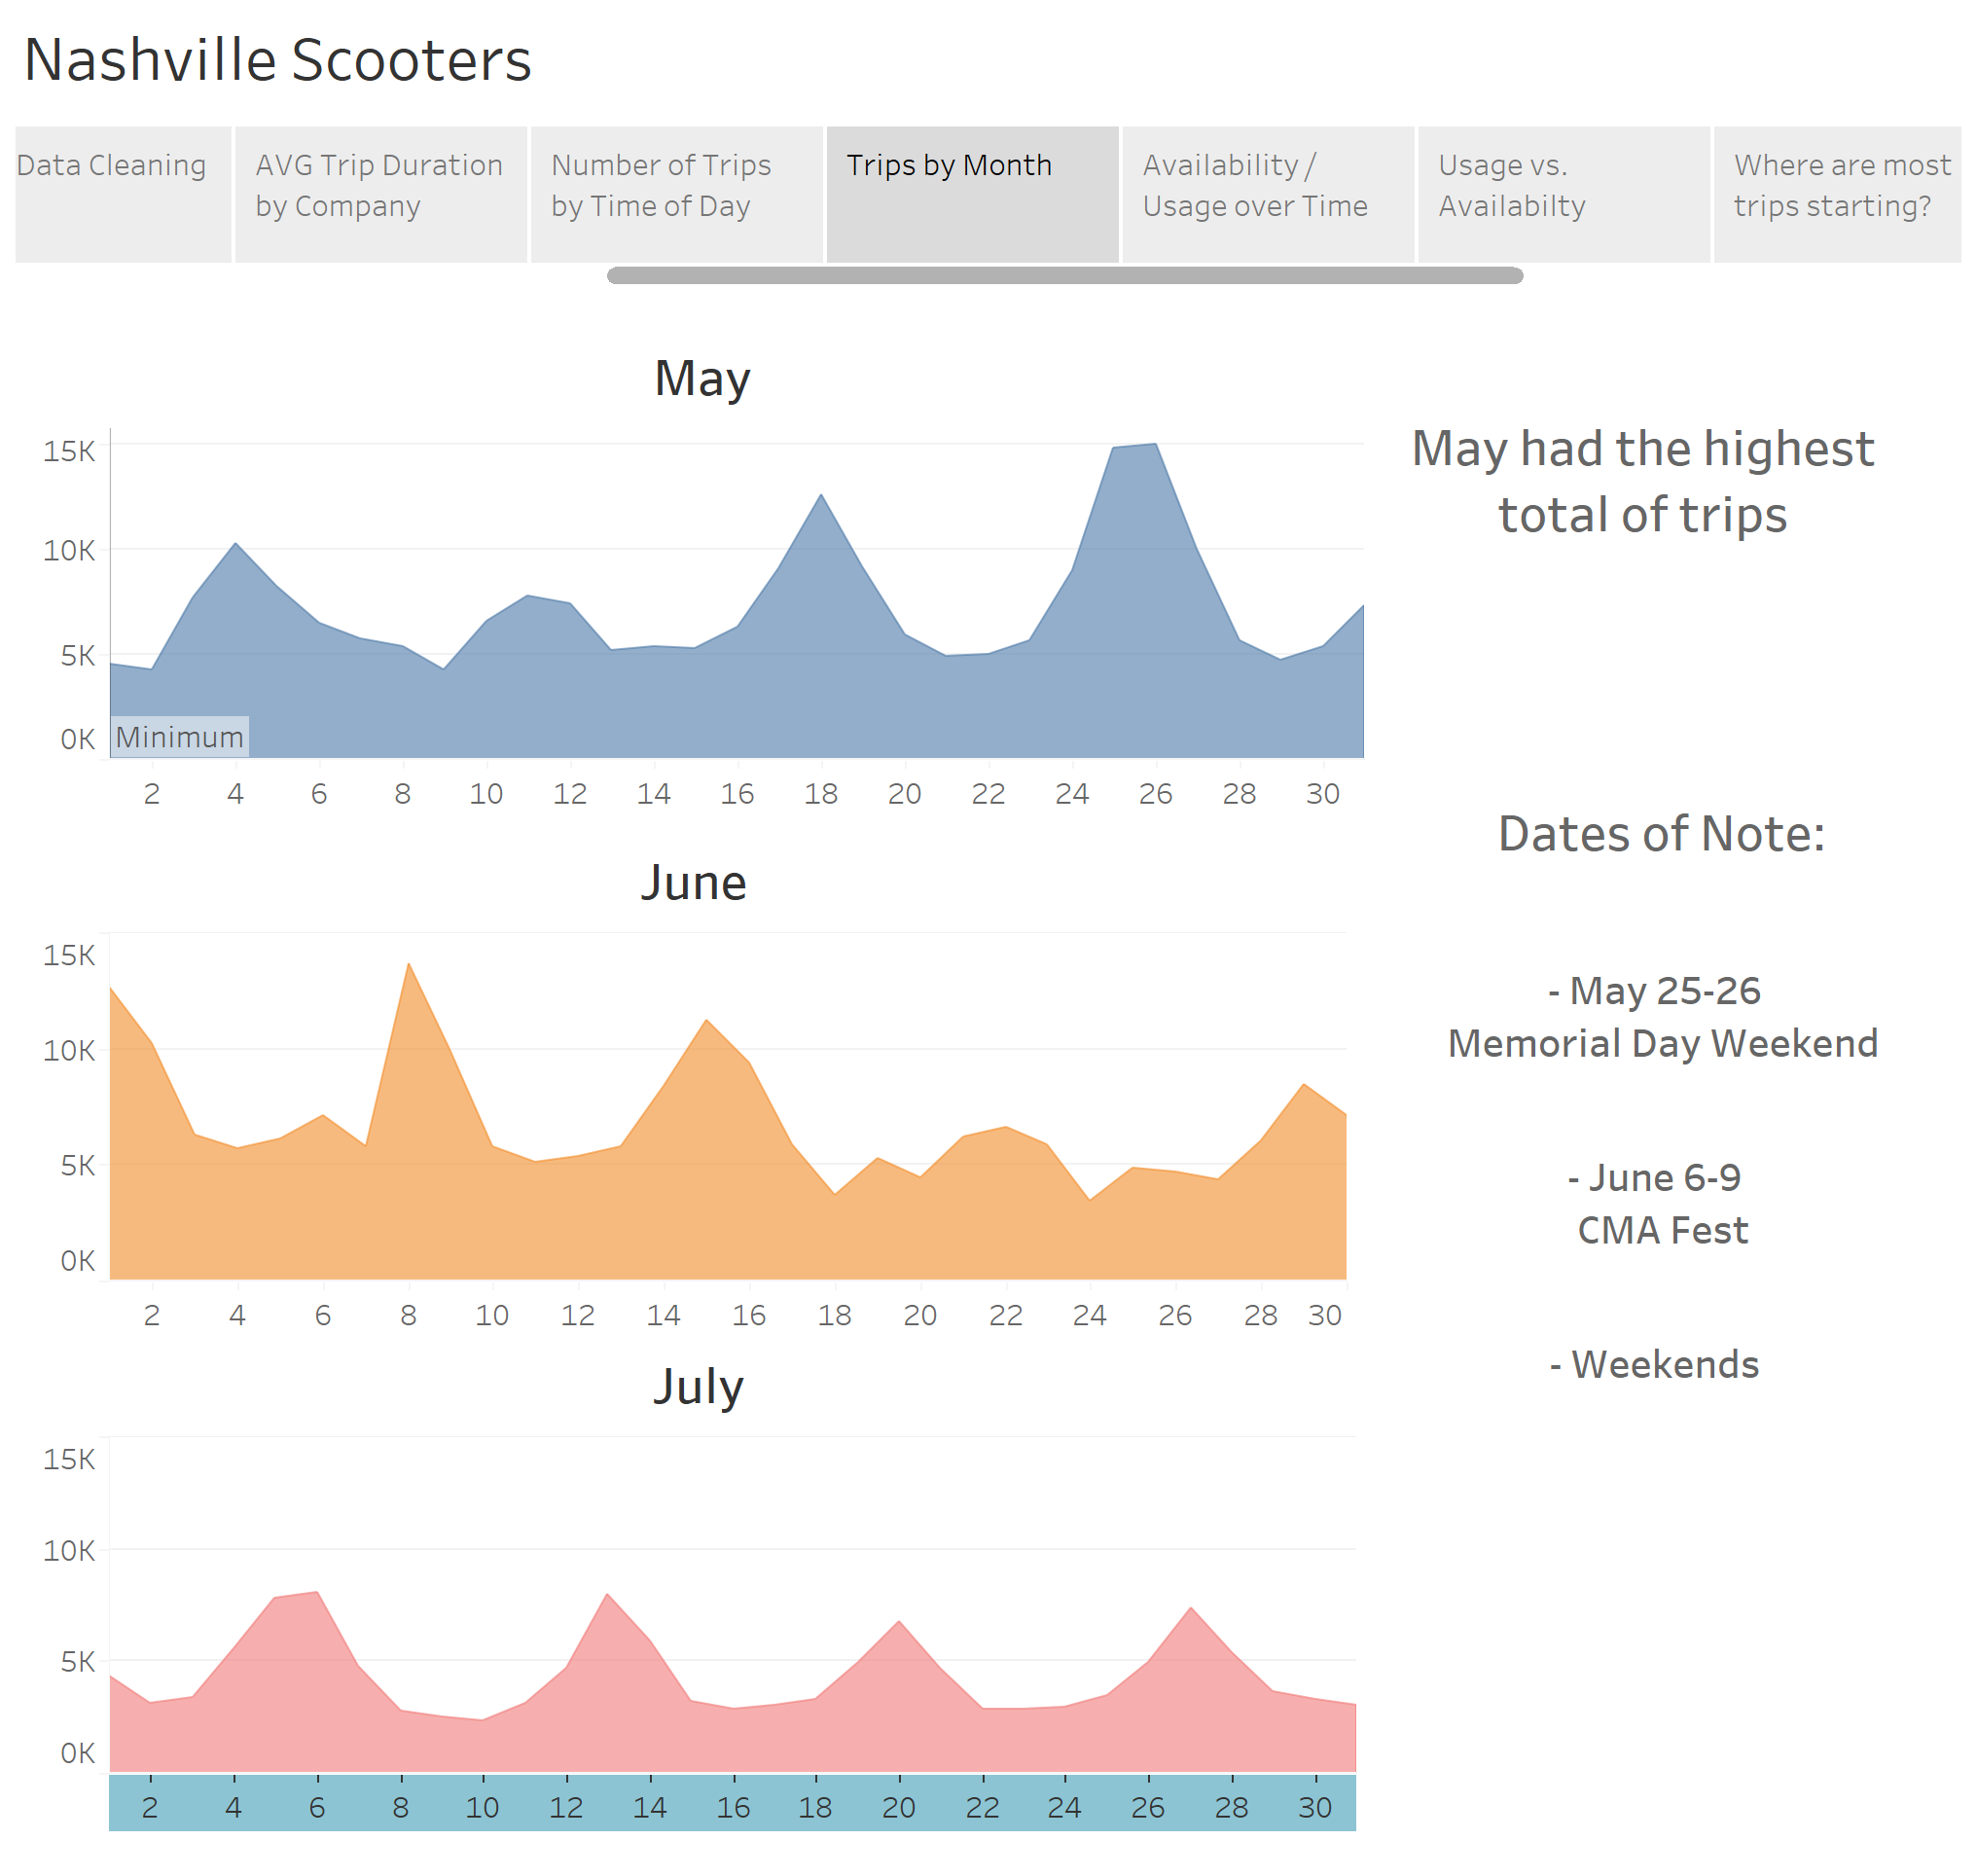 Nashville Scooters
Data Cleaning
AVG Trip Duration
by Company
Number of Trips
by Time of Day
Trips by Month
Availability /
Usage over Time
Usage vs.
Availabilty
Where are most
trips starting?
May
15K
10K
5K
0K
Minimum
2 4 6 8 10 12 14 16 18 20 22 24 26 28 30
May had the highest
total of trips
June
15K
10K
5K
0K
2 4 6 8 10 12 14 16 18 20 22 24 26 28 30
July
15K
10K
5K
0K
2 4 6 8 10 12 14 16 18 20 22 24 26 28 30
Dates of Note:
- May 25-26
Memorial Day Weekend
- June 6-9
CMA Fest
- Weekends